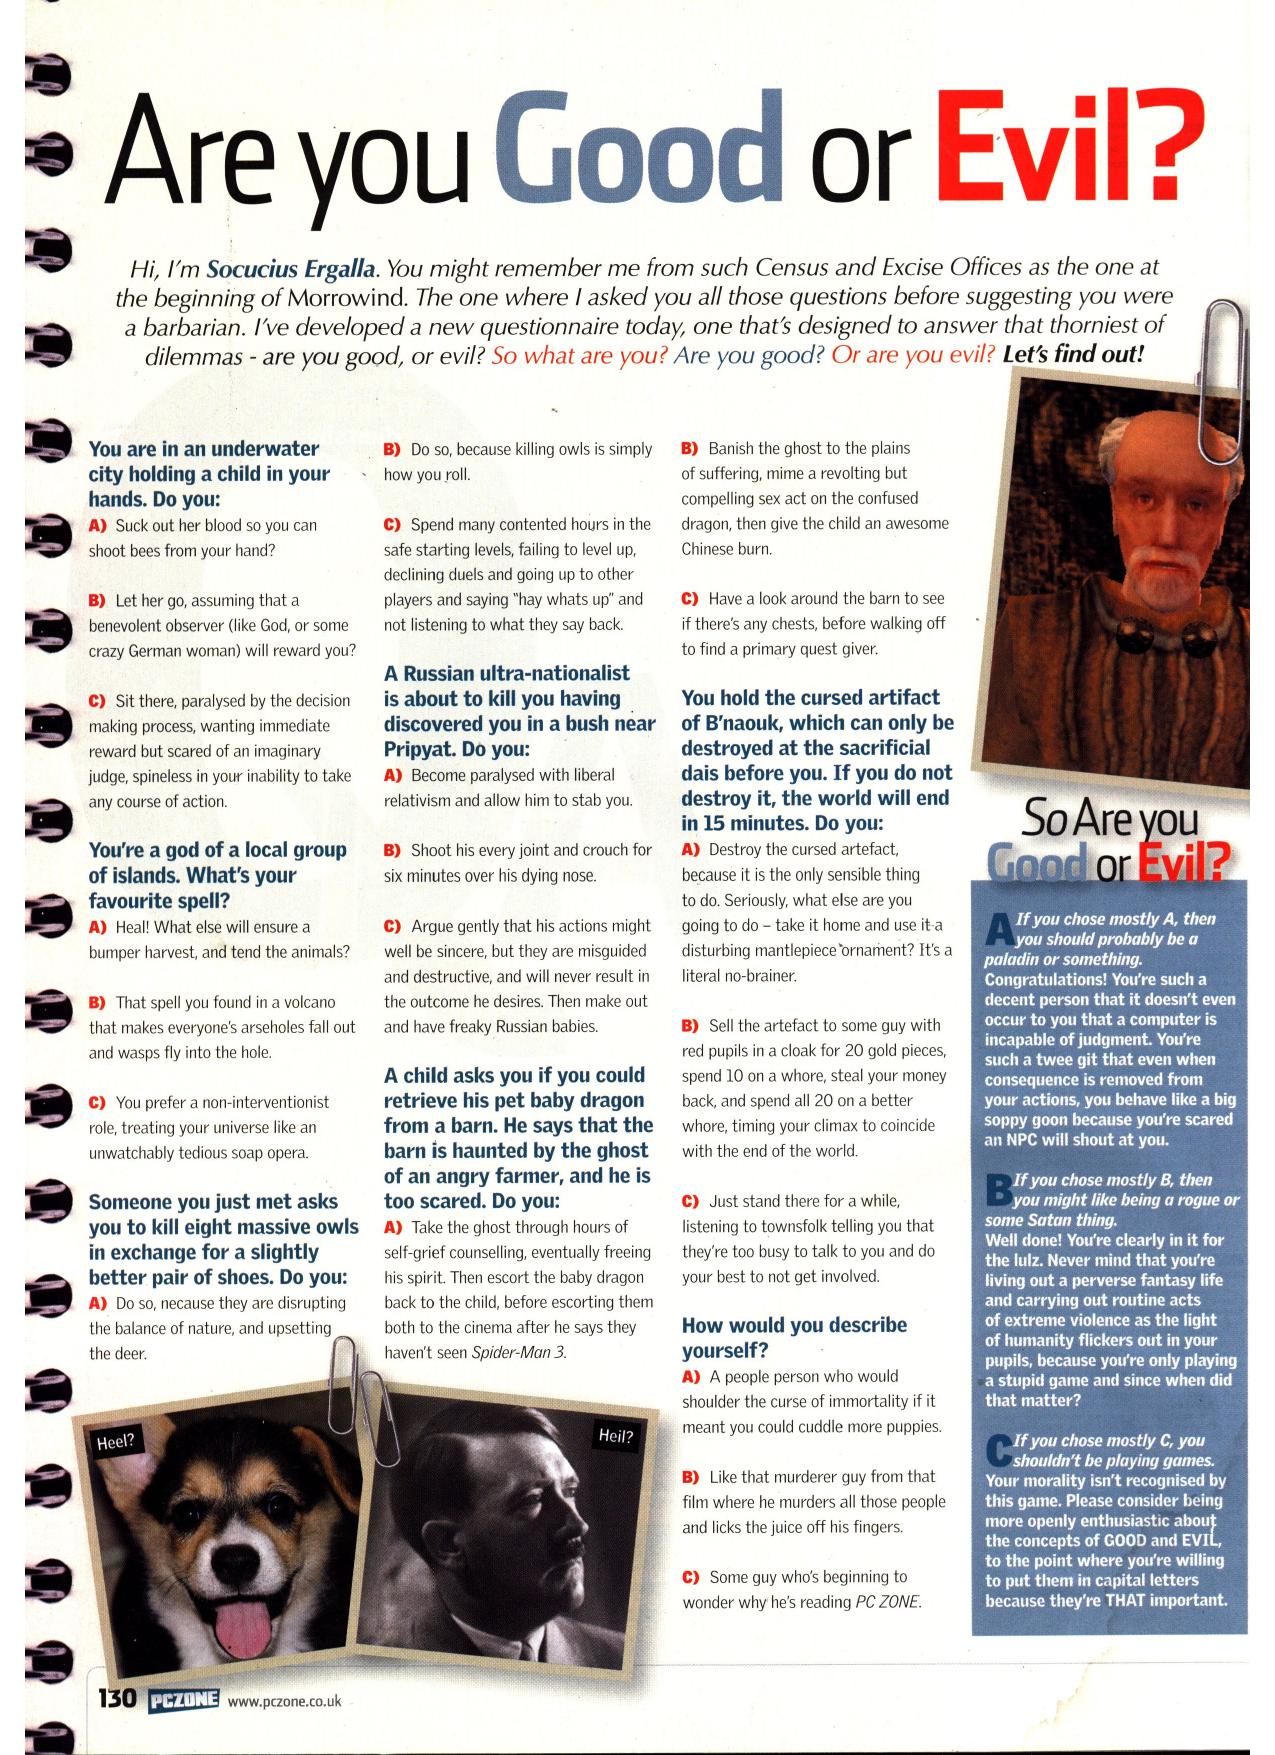 Are you Good or Evil?
Hi, I'm Socucius Ergalla. You might remember me from such Census and Excise Offices as the one at
the beginning of Morrowind. The one where I asked you all those questions before suggesting you were
a barbarian. I've developed a new questionnaire today, one that's designed to answer that thorniest of
dilemmas - are you good, or evil? So what are you? Are you good? Or are you evil? Let's find out!
You are in an underwater
city holding a child in your
hands. Do you:
A) Suck out her blood so you can
shoot bees from your hand?
B) Let her go, assuming that a
benevolent observer (like God, or some
crazy German woman) will reward you?
C) Sit there, paralysed by the decision
making process, wanting immediate
reward but scared of an imaginary
judge, spineless in your inability to take
any course of action.
You're a god of a local group
of islands. What's your
favourite spell?
A) Heal! What else will ensure a
bumper harvest, and tend the animals?
B) That spell you found in a volcano
that makes everyone's arseholes fall out
and wasps fly into the hole.
C) You prefer a non-interventionist
role, treating your universe like an
unwatchably tedious soap opera.
Someone you just met asks
you to kill eight massive owls
in exchange for a slightly
better pair of shoes. Do you:
A) Do so, necause they are disrupting
the balance of nature, and upsetting
the deer.
B) Do so, because killing owls is simply
how you roll.
C) Spend many contented hours in the
safe starting levels, failing to level up,
declining duels and going up to other
players and saying "hay whats up" and
not listening to what they say back.
A Russian ultra-nationalist
is about to kill you having
discovered you in a bush near
Pripyat. Do you:
A) Become paralysed with liberal
relativism and allow him to stab you.
B) Shoot his every joint and crouch for
six minutes over his dying nose.
C) Argue gently that his actions might
well be sincere, but they are misguided
and destructive, and will never result in
the outcome he desires. Then make out
and have freaky Russian babies.
A child asks you if you could
retrieve his pet baby dragon
from a barn. He says that the
barn is haunted by the ghost
of an angry farmer, and he is
too scared. Do you:
A) Take the ghost through hours of
self-grief counselling, eventually freeing
his spirit. Then escort the baby dragon
back to the child, before escorting them
both to the cinema after he says they
haven't seen Spider-Man 3.
B) Banish the ghost to the plains
of suffering, mime a revolting but
compelling sex act on the confused
dragon, then give the child an awesome
Chinese burn.
C) Have a look around the barn to see
if there's any chests, before walking off
to find a primary quest giver.
You hold the cursed artifact
of B'naouk, which can only be
destroyed at the sacrificial
dais before you. If you do not
destroy it, the world will end
in 15 minutes. Do you:
A) Destroy the cursed artefact,
because it is the only sensible thing
to do. Seriously, what else are you
going to do – take it home and use it a
disturbing mantlepiece ornament? It's a
literal no-brainer.
B) Sell the artefact to some guy with
red pupils in a cloak for 20 gold pieces,
spend 10 on a whore, steal your money
back, and spend all 20 on a better
whore, timing your climax to coincide
with the end of the world.
C) Just stand there for a while,
listening to townsfolk telling you that
they're too busy to talk to you and do
your best to not get involved.
How would you describe
yourself?
A) A people person who would
shoulder the curse of immortality if it
meant you could cuddle more puppies.
B) Like that murderer guy from that
film where he murders all those people
and licks the juice off his fingers.
C) Some guy who's beginning to
wonder why he's reading PC ZONE.
So Are you
Good or Evil?
A If you chose mostly A, then
you should probably be a
paladin or something.
Congratulations! You're such a
decent person that it doesn't even
occur to you that a computer is
incapable of judgment. You're
such a twee git that even when
consequence is removed from
your actions, you behave like a big
soppy goon because you're scared
an NPC will shout at you.
B If you chose mostly B, then
you might like being a rogue or
some Satan thing.
Well done! You're clearly in it for
the lulz. Never mind that you're
living out a perverse fantasy life
and carrying out routine acts
of extreme violence as the light
of humanity flickers out in your
pupils, because you're only playing
a stupid game and since when did
that matter?
C If you chose mostly C, you
shouldn't be playing games.
Your morality isn't recognised by
this game. Please consider being
more openly enthusiastic about
the concepts of GOOD and EVIL,
to the point where you're willing
to put them in capital letters
because they're THAT important.
Heel?
Heil?
130 PCZONE www.pczone.co.uk